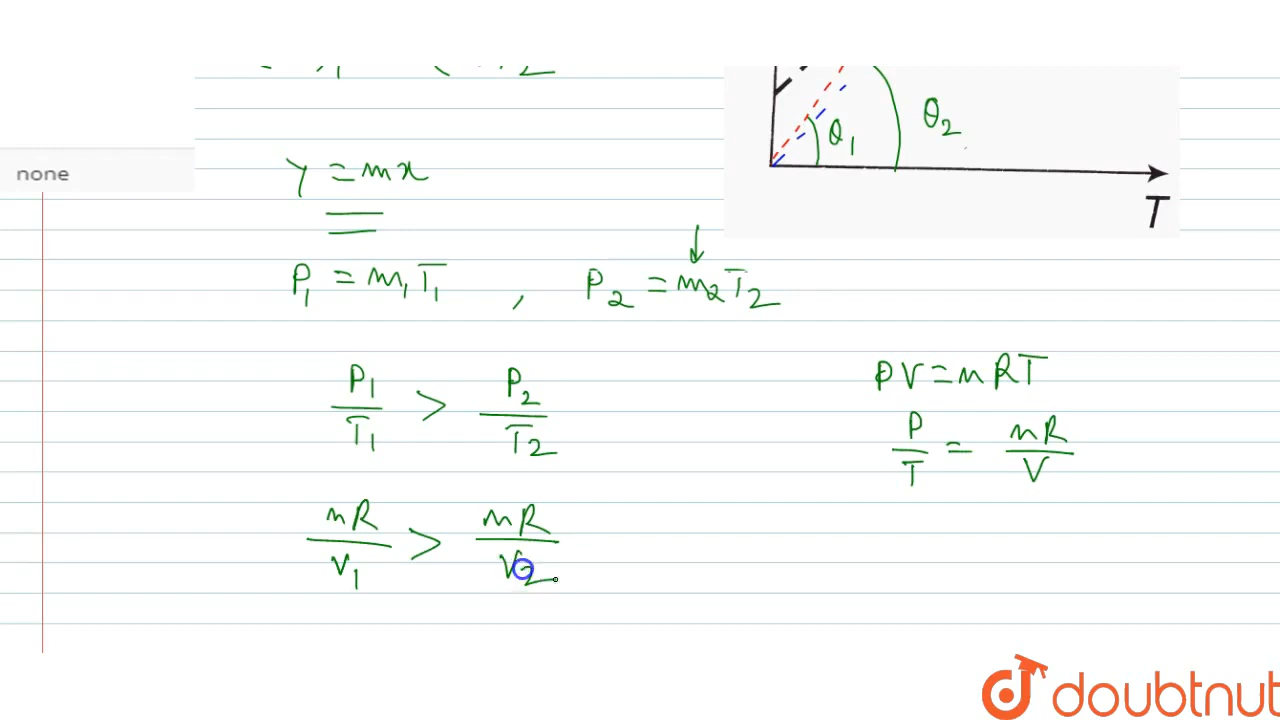 none
y = mx
θ1
θ2
T
P1 = m1T1 , P2 = m2T2
P1/T1 > P2/T2
PV = nRT
P/T = nR/V
nR/V1 > nR/V2
doubtnut